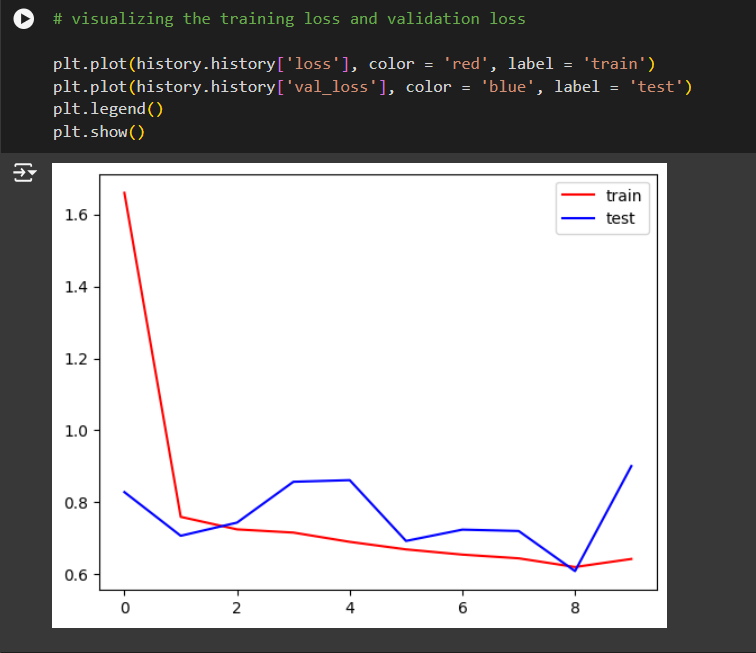 # visualizing the training loss and validation loss
plt.plot(history.history['loss'], color = 'red', label = 'train')
plt.plot(history.history['val_loss'], color = 'blue', label = 'test')
plt.legend()
plt.show()
train
test
1.6
1.4
1.2
1.0
0.8
0.6
0 2 4 6 8